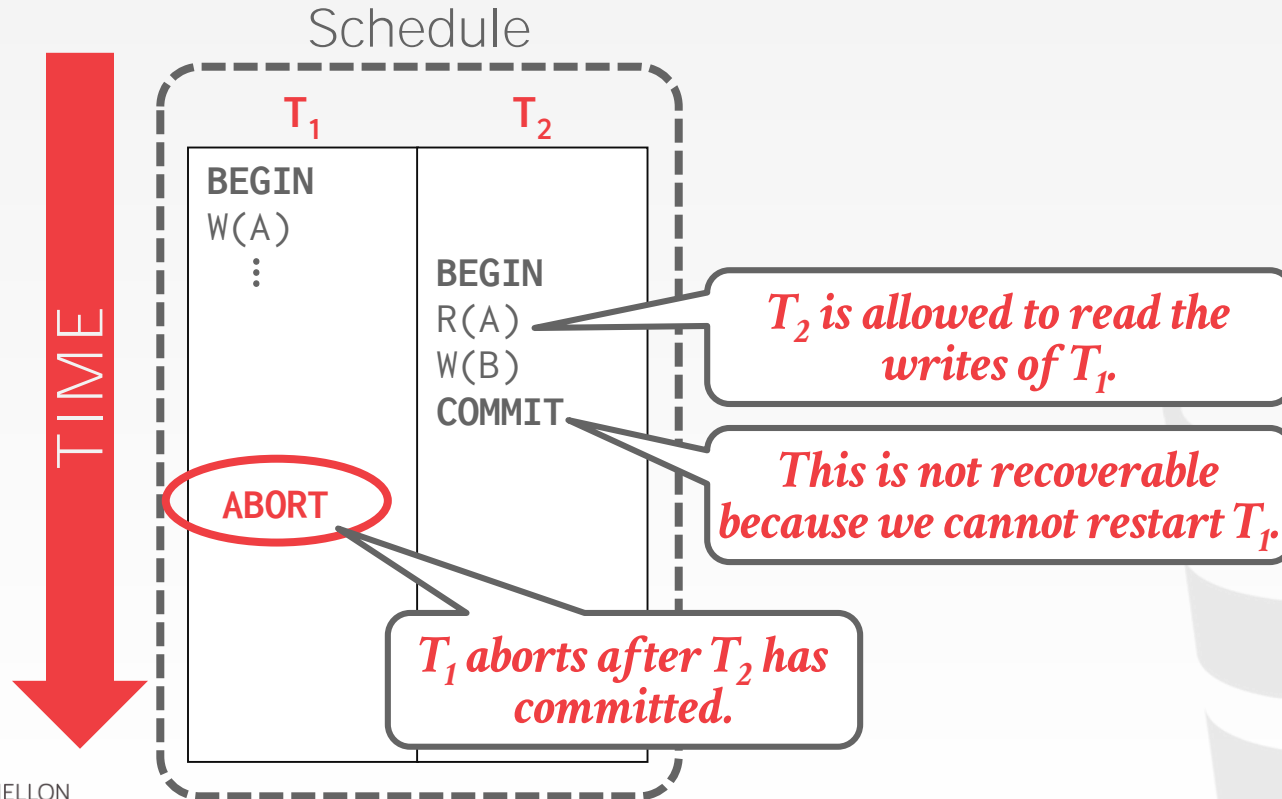 Schedule
TIME
T₁ T₂
BEGIN
W(A)
⋮
BEGIN
R(A)
W(B)
COMMIT
ABORT
T₂ is allowed to read the
writes of T₁.
This is not recoverable
because we cannot restart T₁.
T₁ aborts after T₂ has
committed.